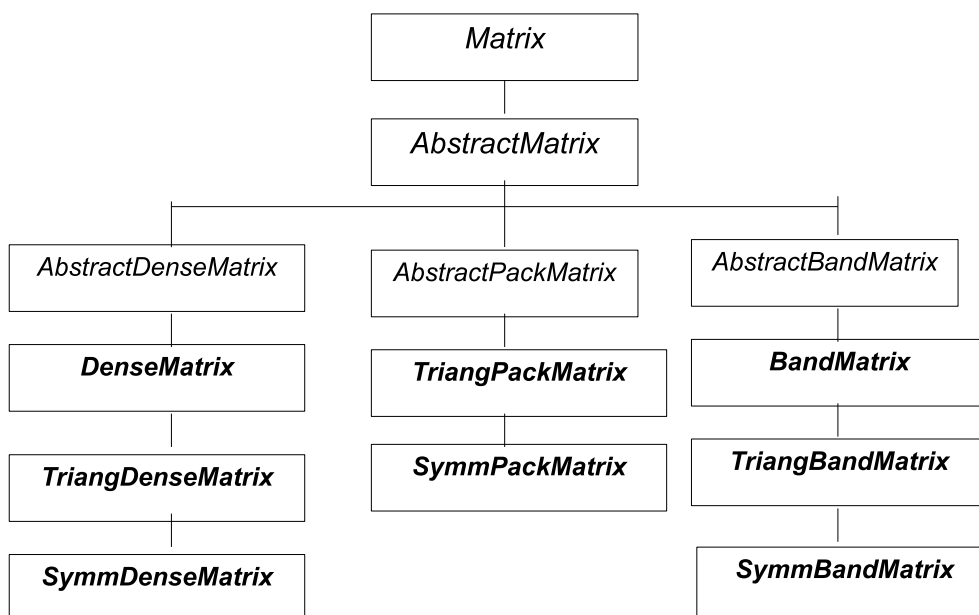 Matrix
AbstractMatrix
AbstractDenseMatrix
AbstractPackMatrix
AbstractBandMatrix
DenseMatrix
TriangPackMatrix
BandMatrix
TriangDenseMatrix
SymmPackMatrix
TriangBandMatrix
SymmDenseMatrix
SymmBandMatrix